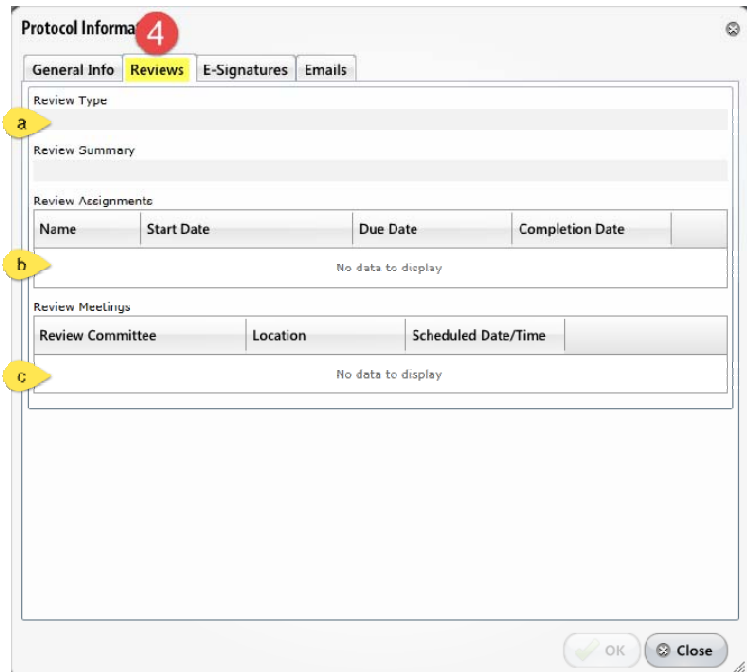 Protocol Informa
4
General Info Reviews E-Signatures Emails
Review Type
a
Review Summary
Review Assignments
Name Start Date Due Date Completion Date
b
No data to display
Review Meetings
Review Committee Location Scheduled Date/Time
c
No data to display
OK Close